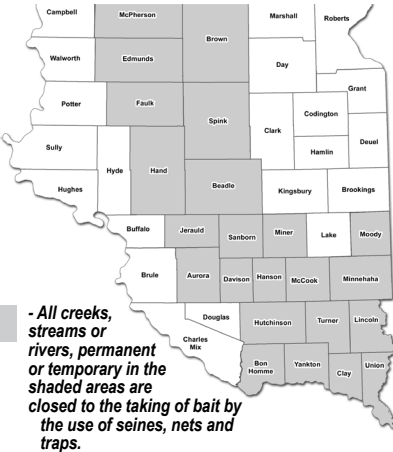 Campbell
McPherson
Brown
Marshall
Roberts
Walworth
Edmunds
Day
Grant
Potter
Faulk
Spink
Clark
Codington
Deuel
Hamlin
Sully
Hyde
Hand
Hughes
Beadle
Kingsbury
Brookings
Buffalo
Jerauld
Sanborn
Miner
Lake
Moody
Brule
Aurora
Davison
Hanson
McCook
Minnehaha
Douglas
Charles
Mix
Hutchinson
Turner
Lincoln
Bon
Homme
Yankton
Clay
Union
- All creeks,
streams or
rivers, permanent
or temporary in the
shaded areas are
closed to the taking of bait by
the use of seines, nets and
traps.